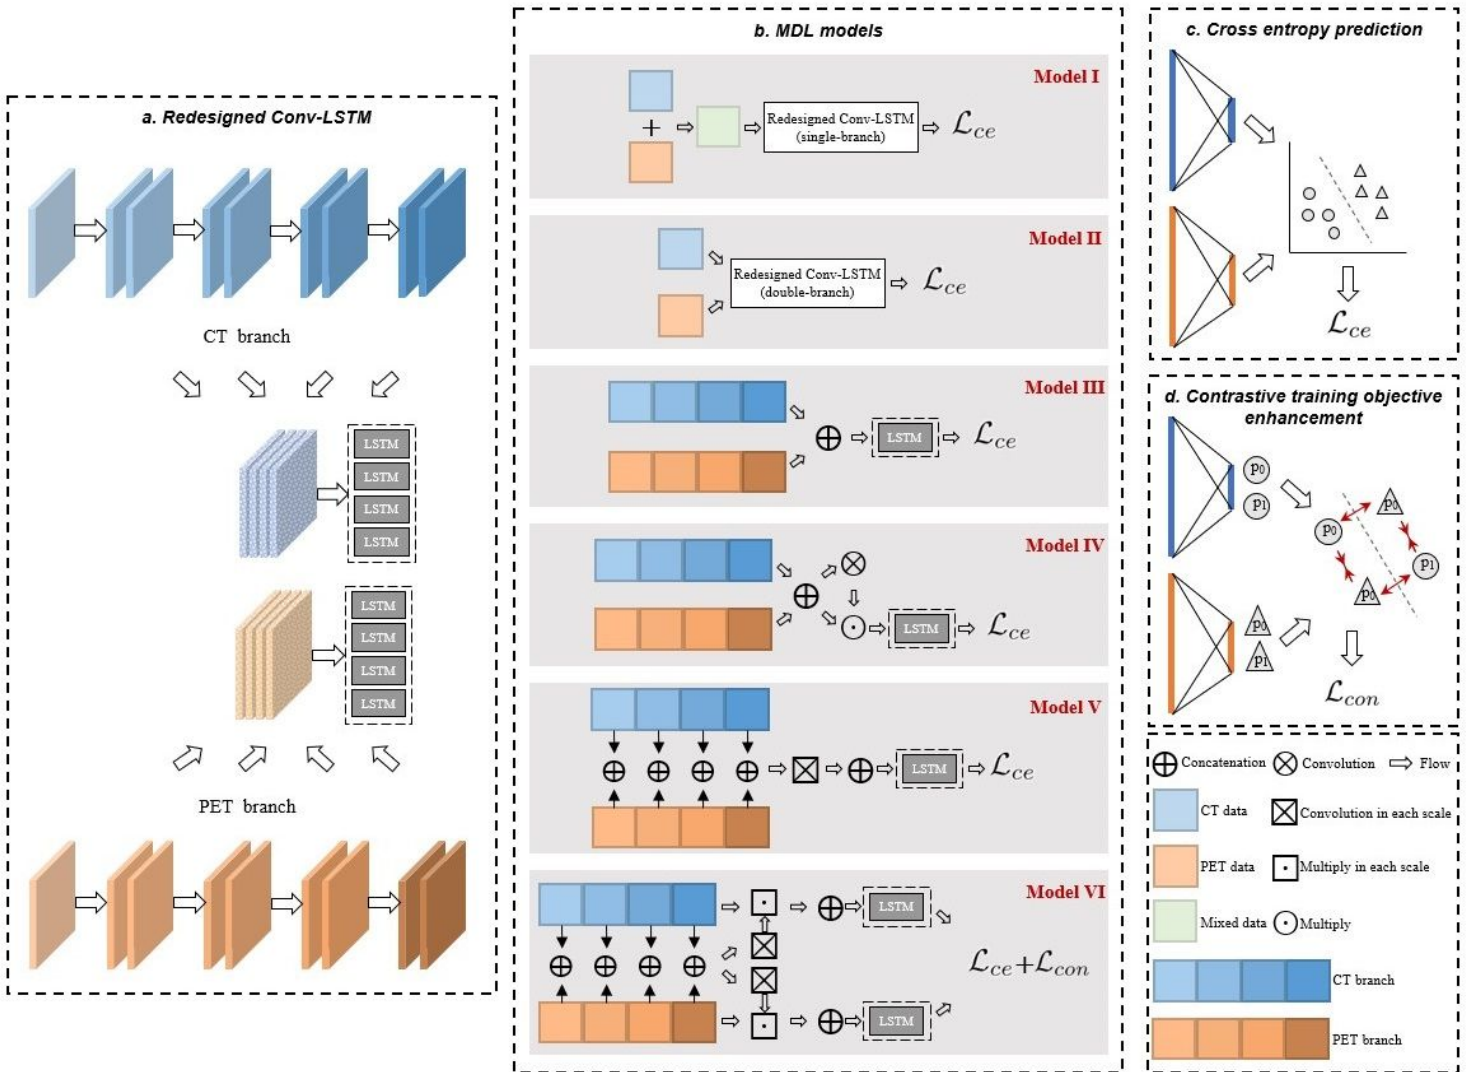 a. Redesigned Conv-LSTM
CT branch
LSTM
LSTM
LSTM
LSTM
LSTM
LSTM
LSTM
LSTM
PET branch
b. MDL models
Model I
+
Redesigned Conv-LSTM
(single-branch)
ℒce
Model II
Redesigned Conv-LSTM
(double-branch)
ℒce
Model III
LSTM
ℒce
Model IV
LSTM
ℒce
Model V
LSTM
ℒce
Model VI
LSTM
ℒce+ℒcon
LSTM
c. Cross entropy prediction
ℒce
d. Contrastive training objective
enhancement
p0
p1
p0
p0
p1
p0
p0
p1
ℒcon
Concatenation
Convolution
Flow
CT data
Convolution in each scale
PET data
Multiply in each scale
Mixed data
Multiply
CT branch
PET branch